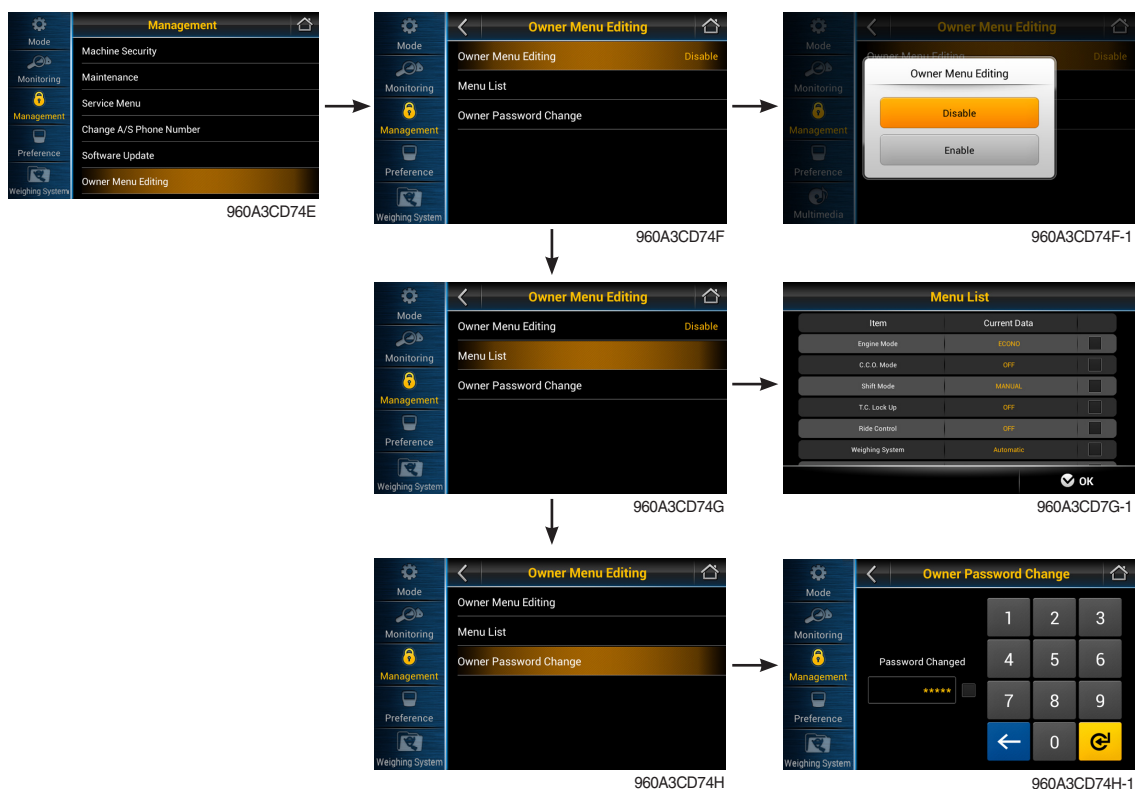 Mode
Monitoring
Management
Preference
Weighing System
Management
Machine Security
Maintenance
Service Menu
Change A/S Phone Number
Software Update
Owner Menu Editing
960A3CD74E
Mode
Monitoring
Management
Preference
Weighing System
Owner Menu Editing
Owner Menu Editing Disable
Menu List
Owner Password Change
960A3CD74F
Mode
Monitoring
Management
Preference
Multimedia
Owner Menu Editing
Owner Menu Editing Disable
Owner Menu Editing
Disable
Enable
960A3CD74F-1
Mode
Monitoring
Management
Preference
Weighing System
Owner Menu Editing
Owner Menu Editing Disable
Menu List
Owner Password Change
960A3CD74G
Menu List
Item Current Data
Engine Mode ECONO
C.C.O. Mode OFF
Shift Mode MANUAL
T.C. Lock Up OFF
Ride Control OFF
Weighing System Automatic
OK
960A3CD7G-1
Mode
Monitoring
Management
Preference
Weighing System
Owner Menu Editing
Owner Menu Editing
Menu List
Owner Password Change
960A3CD74H
Mode
Monitoring
Management
Preference
Weighing System
Owner Password Change
Password Changed
*****
1 2 3
4 5 6
7 8 9
0
960A3CD74H-1